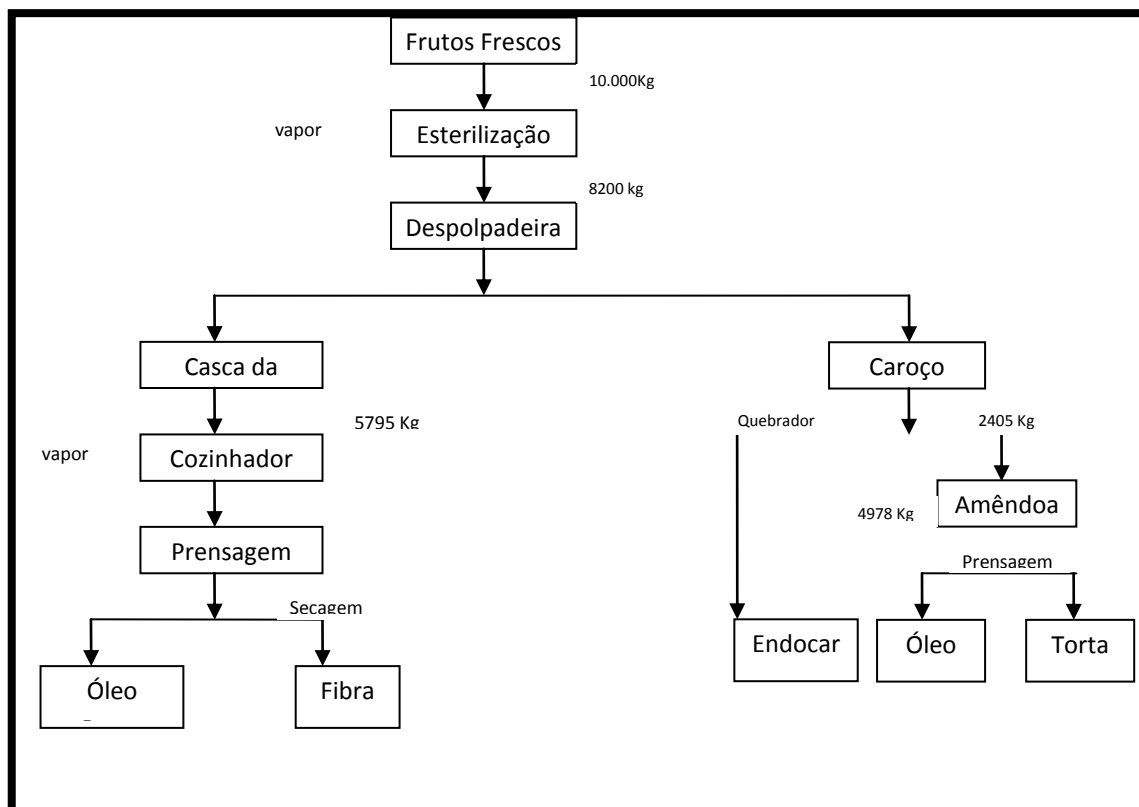 Frutos Frescos
10.000Kg
vapor
Esterilização
8200 kg
Despolpadeira
Casca da
Caroço
5795 Kg
Quebrador
2405 Kg
vapor
Cozinhador
Amêndoa
4978 Kg
Prensagem
Prensagem
Secagem
Endocar
Óleo
Torta
Óleo
Fibra